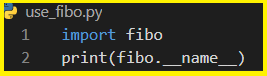 use_fibo.py
1 import fibo
2 print(fibo.__name__)